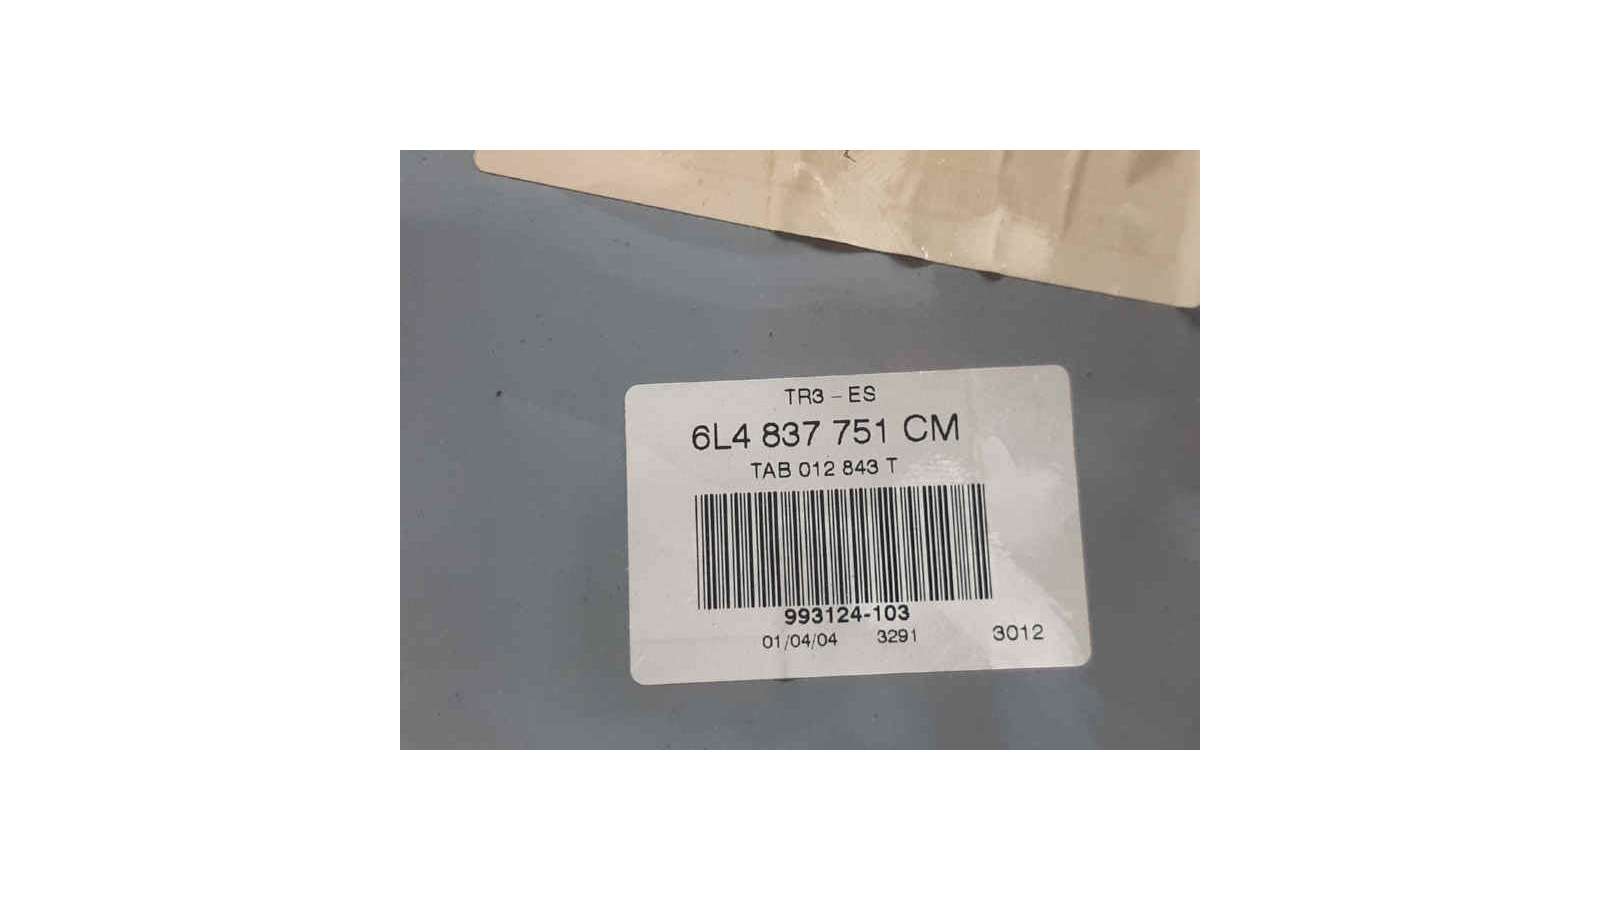 TR3 - ES
6L4 837 751 CM
TAB 012 843 T
993124-103
01/04/04 3291 3012